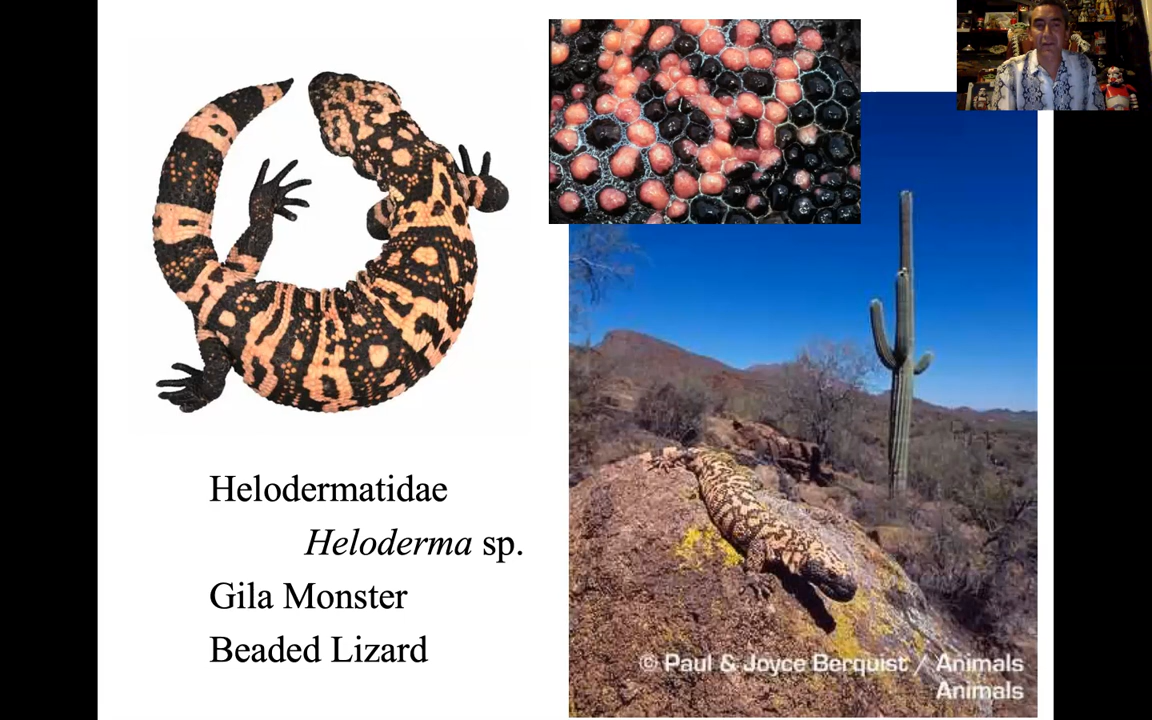 Helodermatidae
Heloderma sp.
Gila Monster
Beaded Lizard
© Paul & Joyce Berquist / Animals
Animals